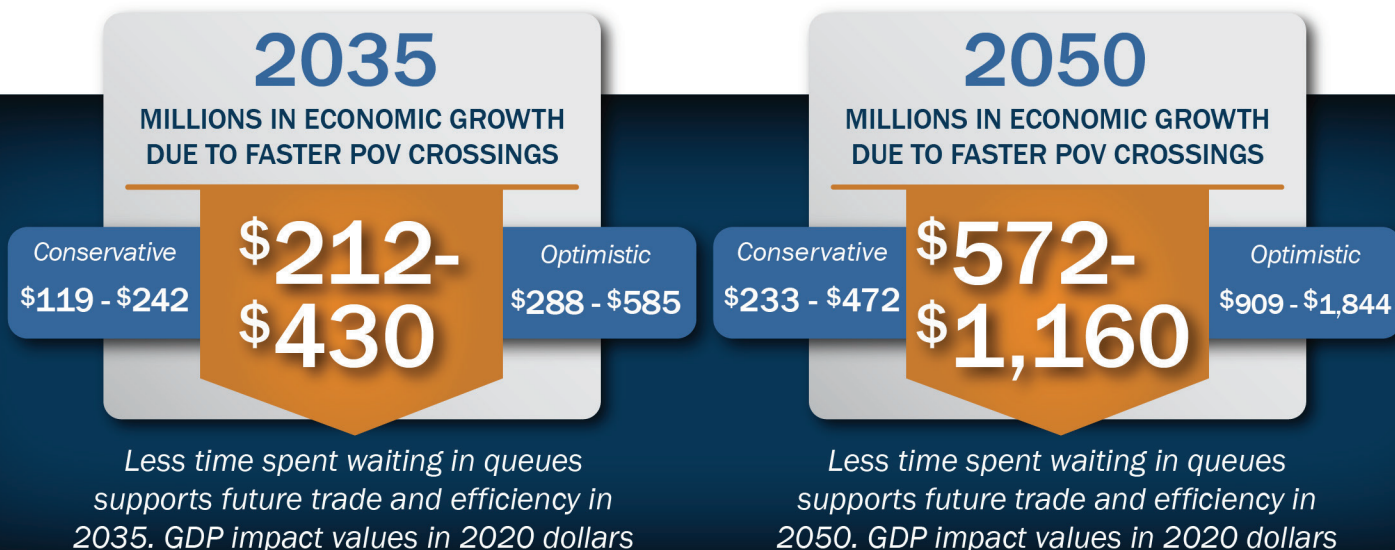 2035
MILLIONS IN ECONOMIC GROWTH
DUE TO FASTER POV CROSSINGS
Conservative
$119 - $242
$212-
$430
Optimistic
$288 - $585
Less time spent waiting in queues
supports future trade and efficiency in
2035. GDP impact values in 2020 dollars
2050
MILLIONS IN ECONOMIC GROWTH
DUE TO FASTER POV CROSSINGS
Conservative
$233 - $472
$572-
$1,160
Optimistic
$909 - $1,844
Less time spent waiting in queues
supports future trade and efficiency in
2050. GDP impact values in 2020 dollars